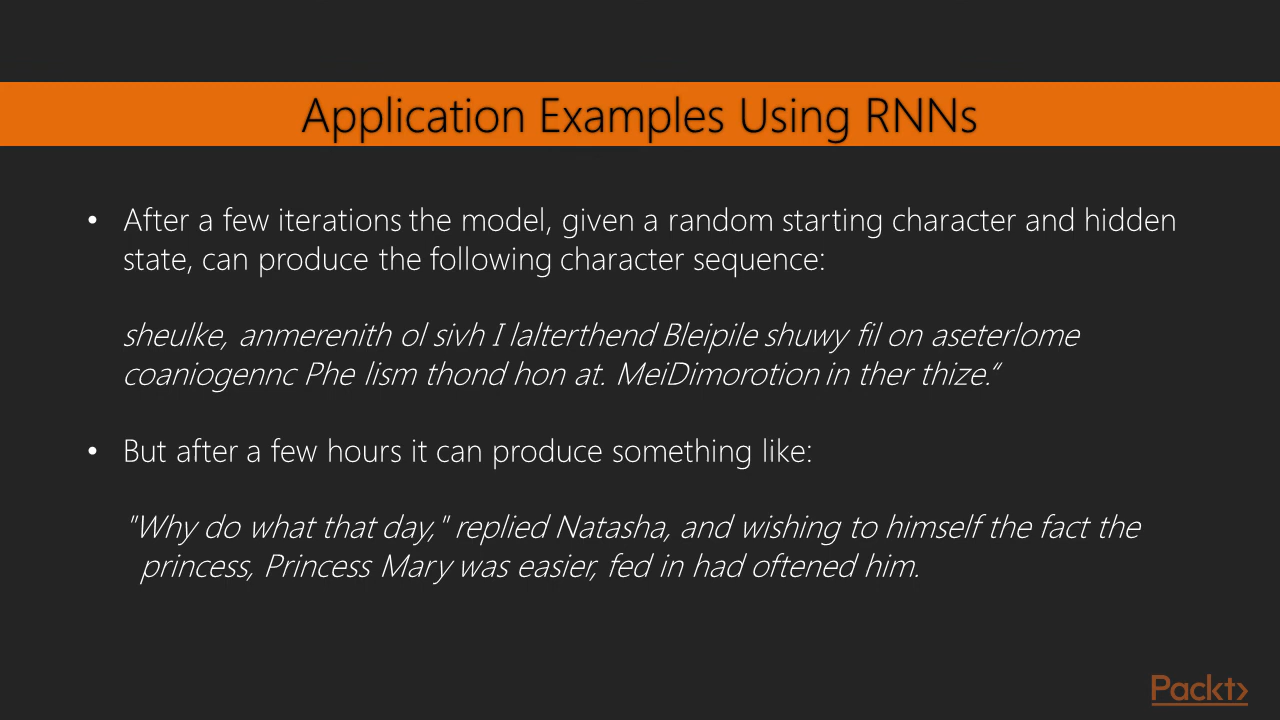 Application Examples Using RNNs
• After a few iterations the model, given a random starting character and hidden
state, can produce the following character sequence:
sheulke, anmerenith ol sivh I lalterthend Bleipile shuwy fil on aseterlome
coaniogennc Phe lism thond hon at. MeiDimorotion in ther thize.“
• But after a few hours it can produce something like:
"Why do what that day," replied Natasha, and wishing to himself the fact the
princess, Princess Mary was easier, fed in had oftened him.
Packt>